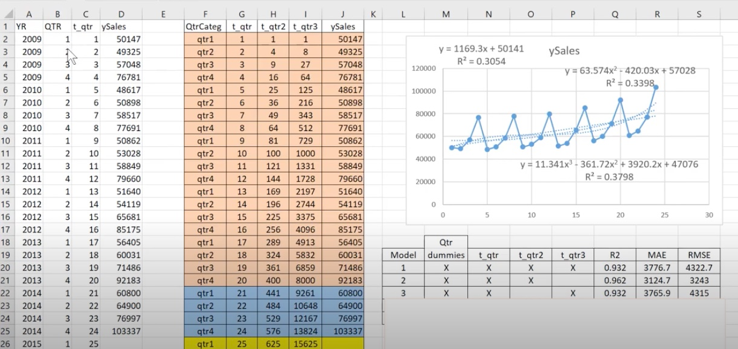 A B C D E F G H I J K L M N O P Q R S
1 YR QTR t_qtr ySales QtrCateg t_qtr t_qtr2 t_qtr3 ySales
2 2009 1 1 50147 qtr1 1 1 1 50147
3 2009 2 49325 qtr2 2 4 8 49325
4 2009 3 3 57048 qtr3 3 9 27 57048
5 2009 4 4 76781 qtr4 4 16 64 76781
6 2010 1 5 48617 qtr1 5 25 125 48617
7 2010 2 6 50898 qtr2 6 36 216 50898
8 2010 3 7 58517 qtr3 7 49 343 58517
9 2010 4 8 77691 qtr4 8 64 512 77691
10 2011 1 9 50862 qtr1 9 81 729 50862
11 2011 2 10 53028 qtr2 10 100 1000 53028
12 2011 3 11 58849 qtr3 11 121 1331 58849
13 2011 4 12 79660 qtr4 12 144 1728 79660
14 2012 1 13 51640 qtr1 13 169 2197 51640
15 2012 2 14 54119 qtr2 14 196 2744 54119
16 2012 3 15 65681 qtr3 15 225 3375 65681
17 2012 4 16 85175 qtr4 16 256 4096 85175
18 2013 1 17 56405 qtr1 17 289 4913 56405
19 2013 2 18 60031 qtr2 18 324 5832 60031
20 2013 3 19 71486 qtr3 19 361 6859 71486
21 2013 4 20 92183 qtr4 20 400 8000 92183
22 2014 1 21 60800 qtr1 21 441 9261 60800
23 2014 2 22 64900 qtr2 22 484 10648 64900
24 2014 3 23 76997 qtr3 23 529 12167 76997
25 2014 4 24 103337 qtr4 24 576 13824 103337
26 2015 1 25 qtr1 25 625 15625
ySales
y = 1169.3x + 50141
R² = 0.3054
y = 63.574x² - 420.03x + 57028
R² = 0.3398
y = 11.341x³ - 361.72x² + 3920.2x + 47076
R² = 0.3798
120000
100000
80000
60000
40000
20000
0
0 5 10 15 20 25 30
Qtr
Model dummies t_qtr t_qtr2 t_qtr3 R2 MAE RMSE
1 X X X X 0.932 3776.7 4322.7
2 X X X 0.962 3124.7 3243
3 X X X 0.932 3765.9 4315